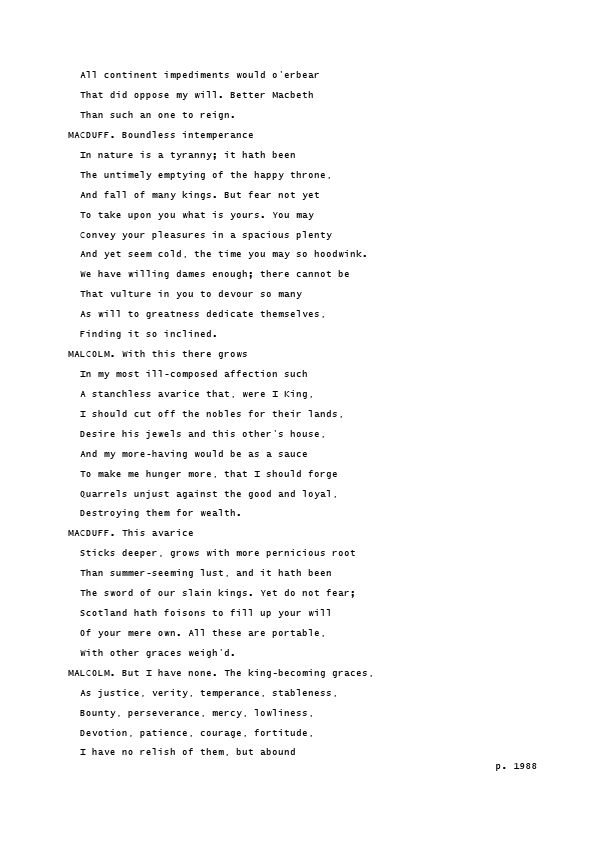 All continent impediments would o'erbear
That did oppose my will. Better Macbeth
Than such an one to reign.
MACDUFF. Boundless intemperance
In nature is a tyranny; it hath been
The untimely emptying of the happy throne,
And fall of many kings. But fear not yet
To take upon you what is yours. You may
Convey your pleasures in a spacious plenty
And yet seem cold, the time you may so hoodwink.
We have willing dames enough; there cannot be
That vulture in you to devour so many
As will to greatness dedicate themselves,
Finding it so inclined.
MALCOLM. With this there grows
In my most ill-composed affection such
A stanchless avarice that, were I King,
I should cut off the nobles for their lands,
Desire his jewels and this other's house,
And my more-having would be as a sauce
To make me hunger more, that I should forge
Quarrels unjust against the good and loyal,
Destroying them for wealth.
MACDUFF. This avarice
Sticks deeper, grows with more pernicious root
Than summer-seeming lust, and it hath been
The sword of our slain kings. Yet do not fear;
Scotland hath foisons to fill up your will
Of your mere own. All these are portable,
With other graces weigh'd.
MALCOLM. But I have none. The king-becoming graces,
As justice, verity, temperance, stableness,
Bounty, perseverance, mercy, lowliness,
Devotion, patience, courage, fortitude,
I have no relish of them, but abound
p. 1988